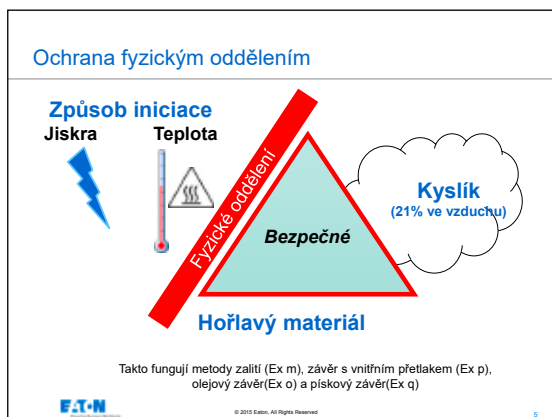 Ochrana fyzickým oddělením
Způsob iniciace
Jiskra
Teplota
Fyzické oddělení
Bezpečné
Kyslík
(21% ve vzduchu)
Hořlavý materiál
Takto fungují metody zalití (Ex m), závěr s vnitřním přetlakem (Ex p),
olejový závěr(Ex o) a pískový závěr(Ex q)
EATON
© 2015 Eaton, All Rights Reserved
5